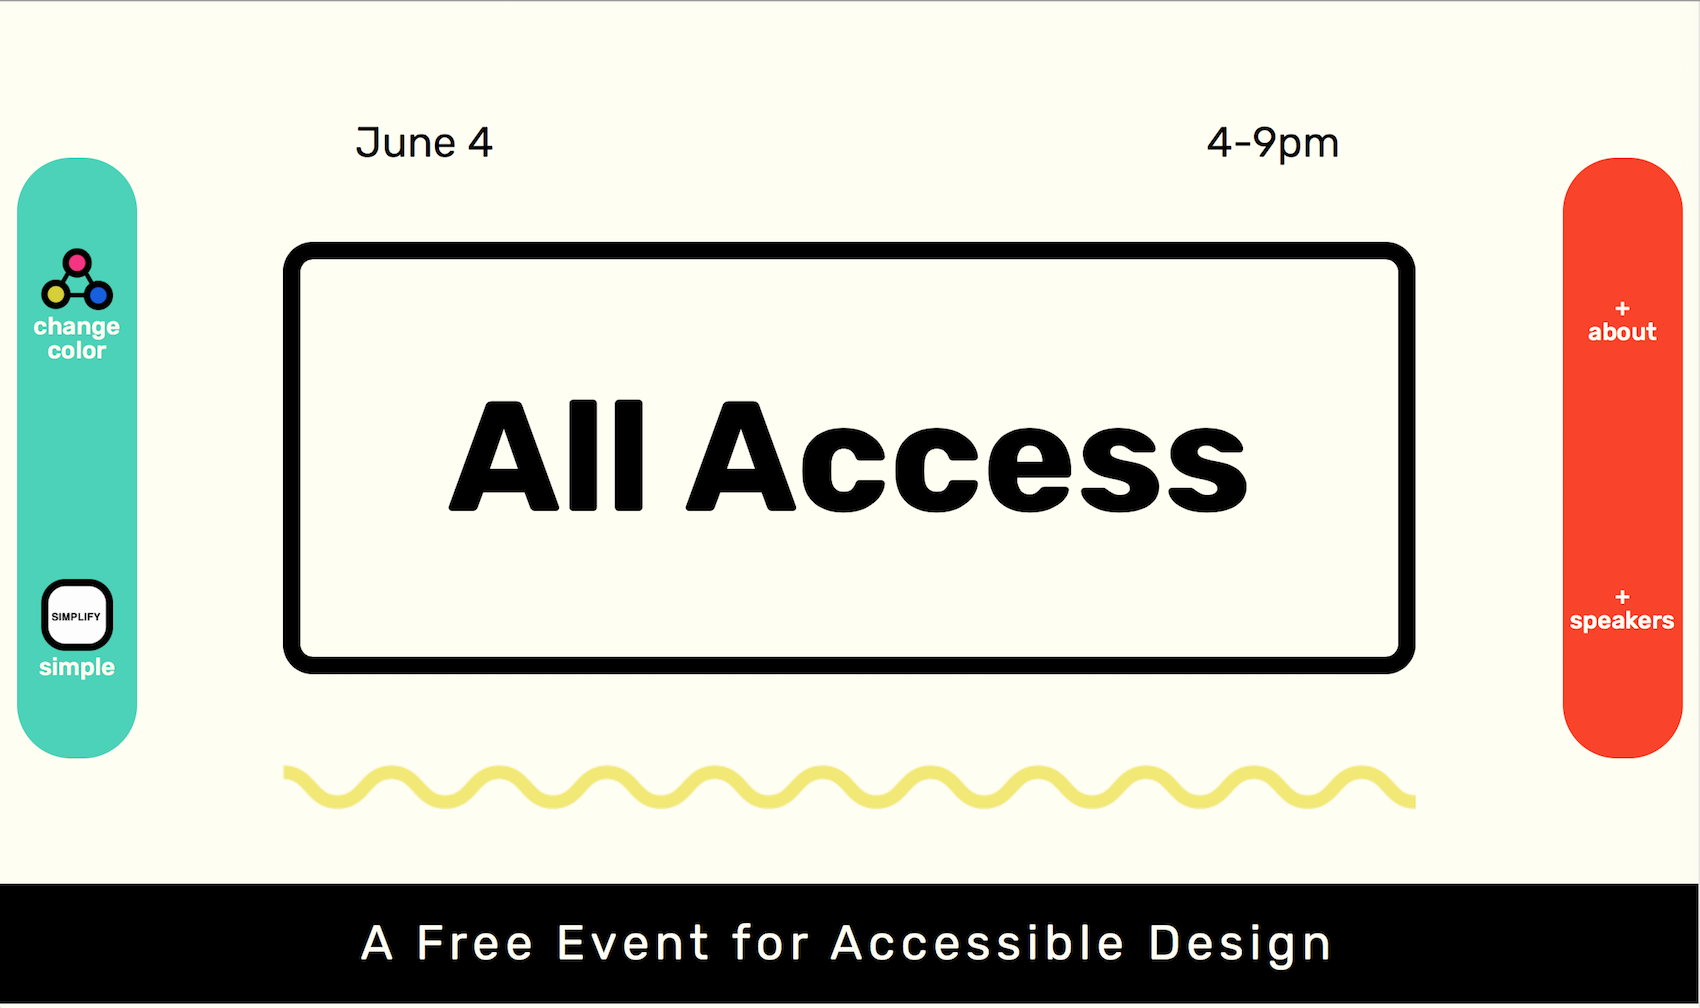 June 4
4-9pm
change
color
SIMPLIFY
simple
All Access
+
about
+
speakers
A Free Event for Accessible Design